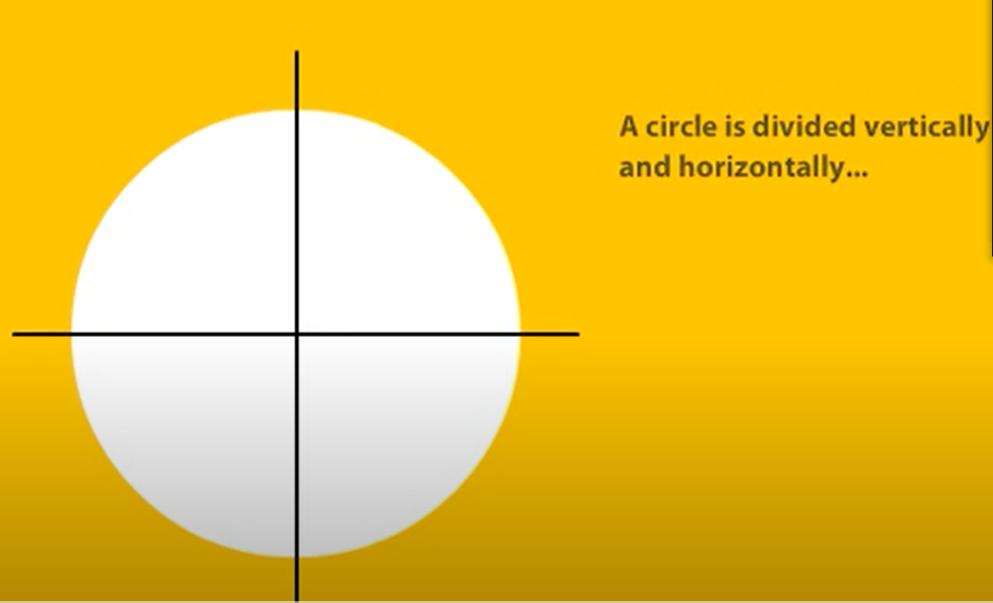 A circle is divided vertically
and horizontally...